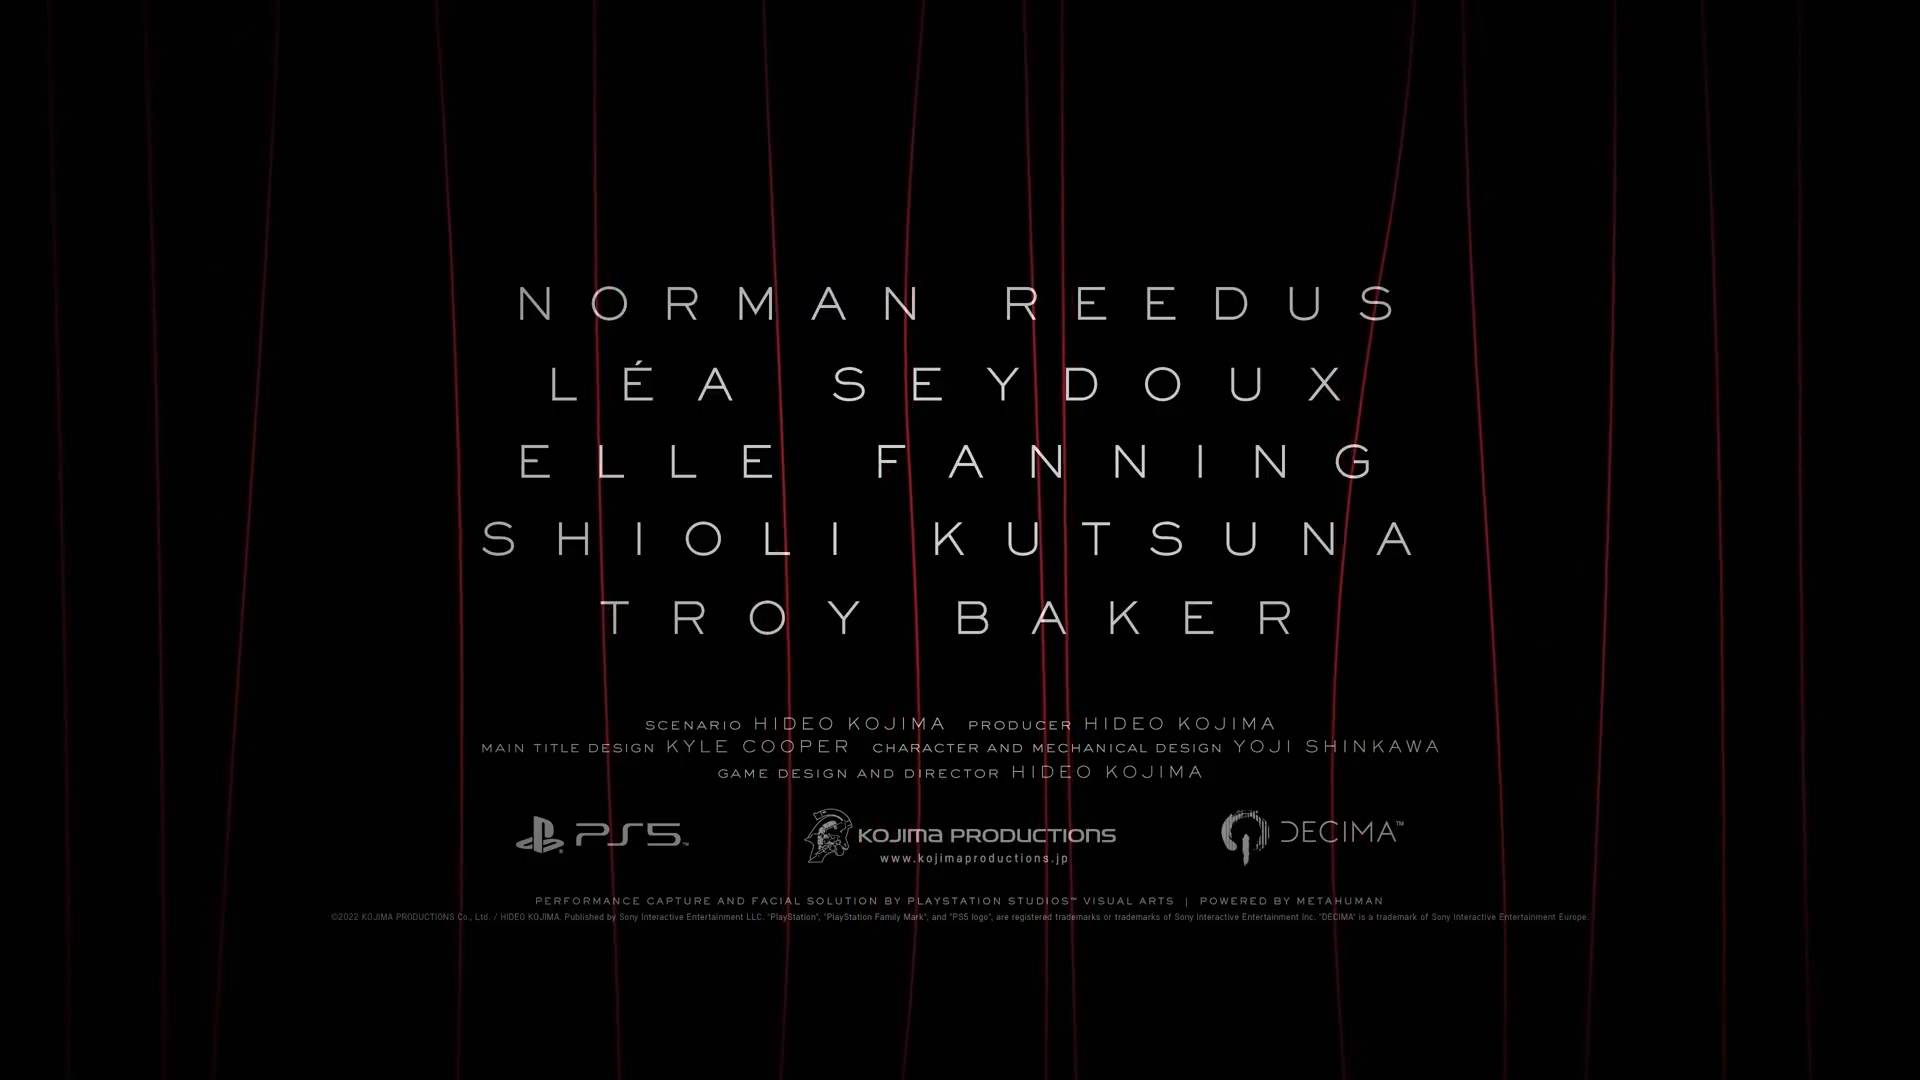 NORMAN REEDUS
LÉA SEYDOUX
ELLE FANNING
SHIOLI KUTSUNA
TROY BAKER
SCENARIO HIDEO KOJIMA PRODUCER HIDEO KOJIMA
MAIN TITLE DESIGN KYLE COOPER CHARACTER AND MECHANICAL DESIGN YOJI SHINKAWA
GAME DESIGN AND DIRECTOR HIDEO KOJIMA
PS5™ KOJIMA PRODUCTIONS DECIMA™
www.kojimaproductions.jp
PERFORMANCE CAPTURE AND FACIAL SOLUTION BY PLAYSTATION STUDIOS™ VISUAL ARTS | POWERED BY METAHUMAN
©2022 KOJIMA PRODUCTIONS Co., Ltd. / HIDEO KOJIMA. Published by Sony Interactive Entertainment LLC. "PlayStation", "PlayStation Family Mark", and "PS5 logo", are registered trademarks or trademarks of Sony Interactive Entertainment Inc. "DECIMA" is a trademark of Sony Interactive Entertainment Europe.